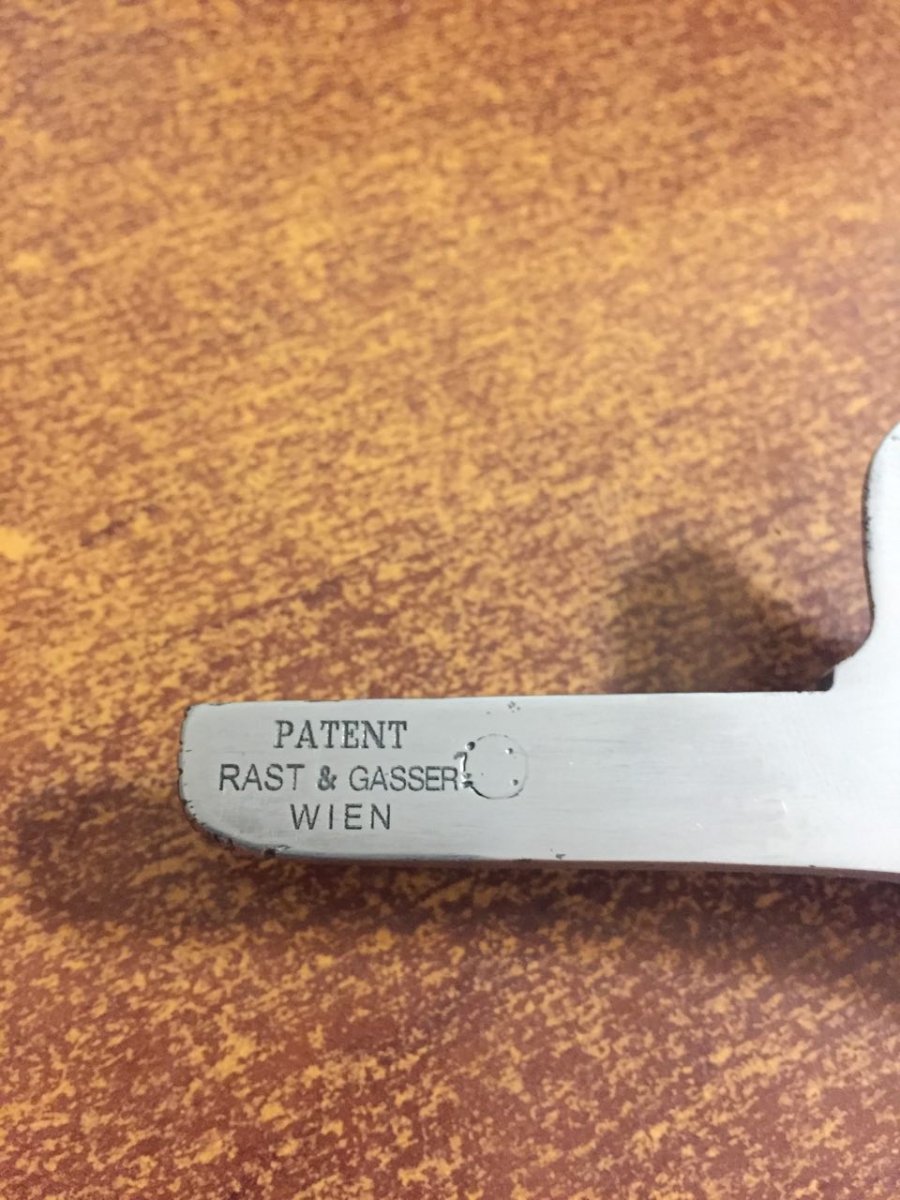 PATENT
RAST & GASSER
WIEN